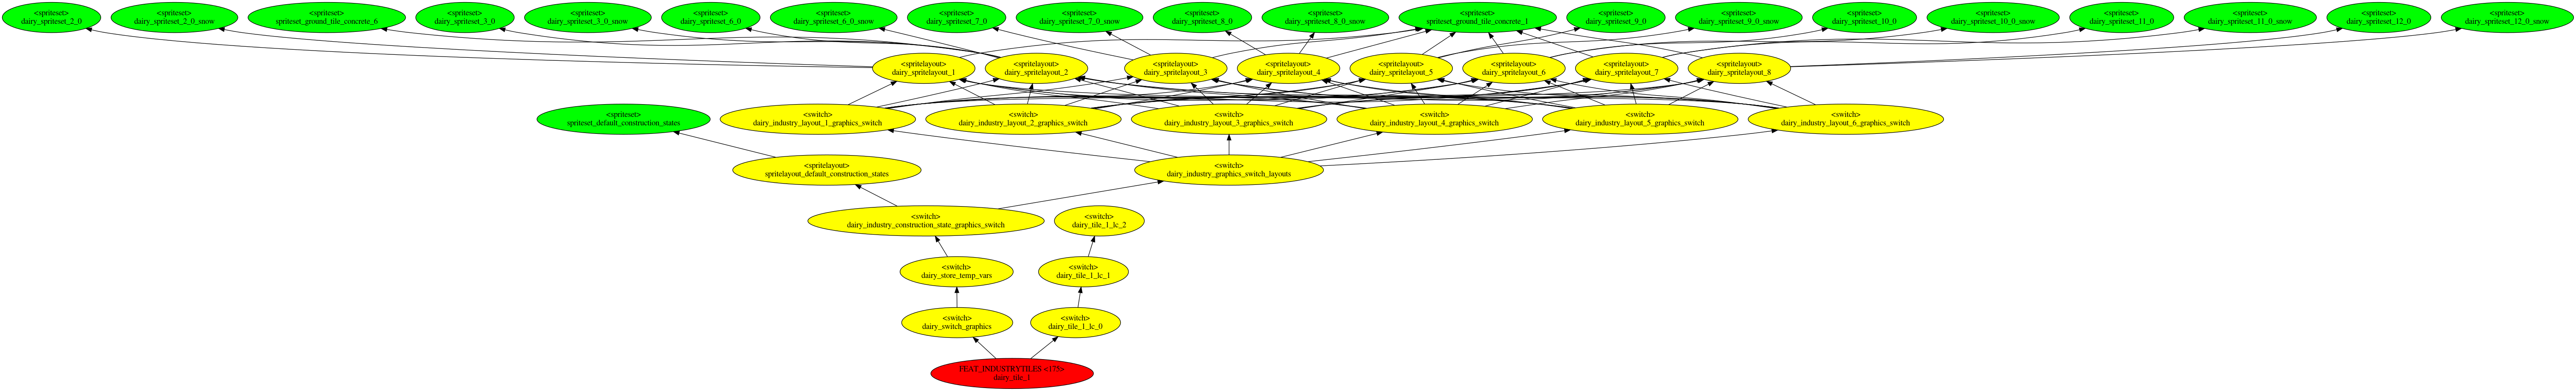 <spriteset>
dairy_spriteset_2_0
<spriteset>
dairy_spriteset_2_0_snow
<spriteset>
spriteset_ground_tile_concrete_6
<spriteset>
dairy_spriteset_3_0
<spriteset>
dairy_spriteset_3_0_snow
<spriteset>
dairy_spriteset_6_0
<spriteset>
dairy_spriteset_6_0_snow
<spriteset>
dairy_spriteset_7_0
<spriteset>
dairy_spriteset_7_0_snow
<spriteset>
dairy_spriteset_8_0
<spriteset>
dairy_spriteset_8_0_snow
<spriteset>
spriteset_ground_tile_concrete_1
<spriteset>
dairy_spriteset_9_0
<spriteset>
dairy_spriteset_9_0_snow
<spriteset>
dairy_spriteset_10_0
<spriteset>
dairy_spriteset_10_0_snow
<spriteset>
dairy_spriteset_11_0
<spriteset>
dairy_spriteset_11_0_snow
<spriteset>
dairy_spriteset_12_0
<spriteset>
dairy_spriteset_12_0_snow
<spritelayout>
dairy_spritelayout_1
<spritelayout>
dairy_spritelayout_2
<spritelayout>
dairy_spritelayout_3
<spritelayout>
dairy_spritelayout_4
<spritelayout>
dairy_spritelayout_5
<spritelayout>
dairy_spritelayout_6
<spritelayout>
dairy_spritelayout_7
<spritelayout>
dairy_spritelayout_8
<spriteset>
spriteset_default_construction_states
<switch>
dairy_industry_layout_1_graphics_switch
<switch>
dairy_industry_layout_2_graphics_switch
<switch>
dairy_industry_layout_3_graphics_switch
<switch>
dairy_industry_layout_4_graphics_switch
<switch>
dairy_industry_layout_5_graphics_switch
<switch>
dairy_industry_layout_6_graphics_switch
<spritelayout>
spritelayout_default_construction_states
<switch>
dairy_industry_graphics_switch_layouts
<switch>
dairy_industry_construction_state_graphics_switch
<switch>
dairy_tile_1_lc_2
<switch>
dairy_store_temp_vars
<switch>
dairy_tile_1_lc_1
<switch>
dairy_switch_graphics
<switch>
dairy_tile_1_lc_0
FEAT_INDUSTRYTILES <175>
dairy_tile_1